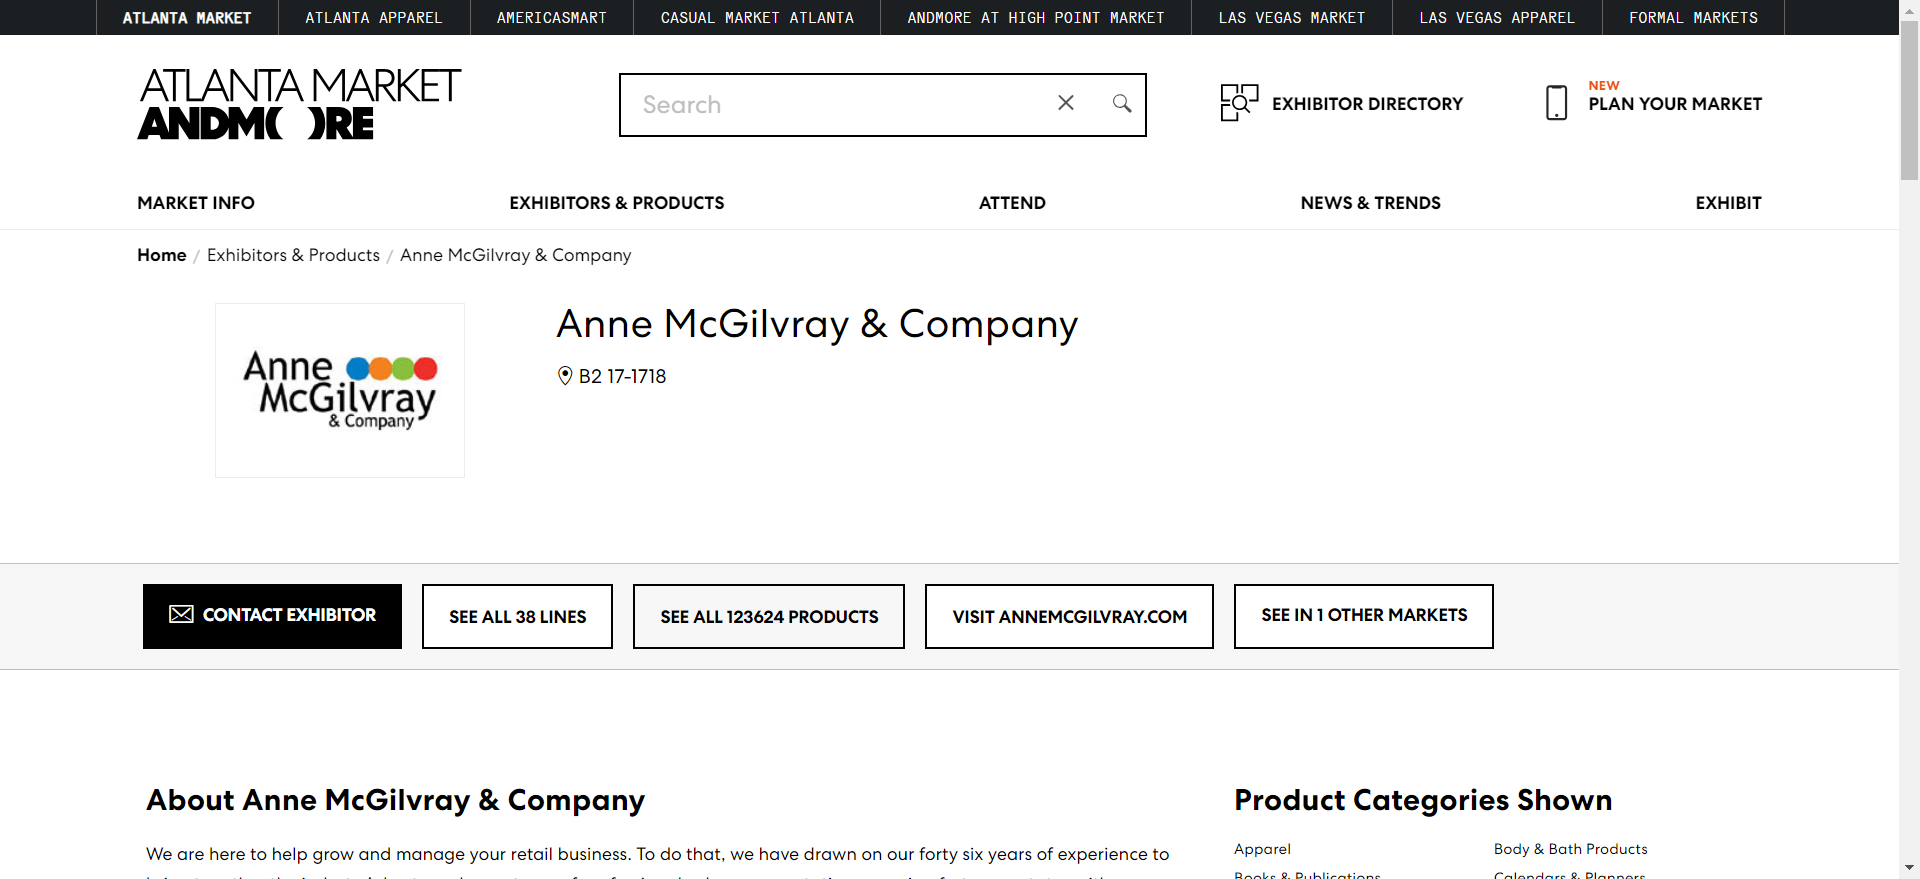 ATLANTA MARKET ATLANTA APPAREL AMERICASMART CASUAL MARKET ATLANTA ANDMORE AT HIGH POINT MARKET LAS VEGAS MARKET LAS VEGAS APPAREL FORMAL MARKETS
ATLANTA MARKET
ANDMORE
Search
EXHIBITOR DIRECTORY
NEW
PLAN YOUR MARKET
MARKET INFO EXHIBITORS & PRODUCTS ATTEND NEWS & TRENDS EXHIBIT
Home / Exhibitors & Products / Anne McGilvray & Company
Anne
McGilvray
& Company
Anne McGilvray & Company
B2 17-1718
CONTACT EXHIBITOR SEE ALL 38 LINES SEE ALL 123624 PRODUCTS VISIT ANNEMCGILVRAY.COM SEE IN 1 OTHER MARKETS
About Anne McGilvray & Company
We are here to help grow and manage your retail business. To do that, we have drawn on our forty six years of experience to
Product Categories Shown
Apparel Body & Bath Products
Books & Publications Calendars & Planners